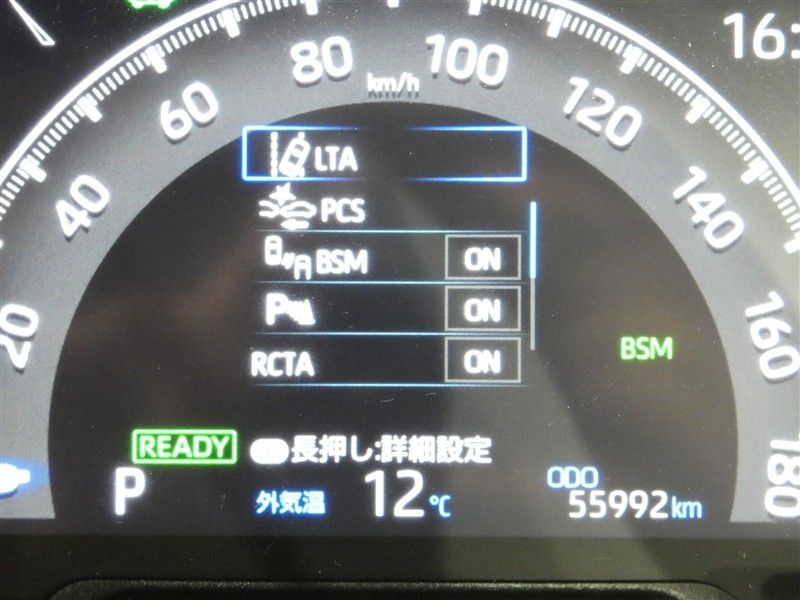 16:
20
40
60
80
100
120
140
160
180
km/h
LTA
PCS
BSM ON
P ON
RCTA ON
BSM
READY
長押し:詳細設定
P
外気温 12℃
ODO
55992km